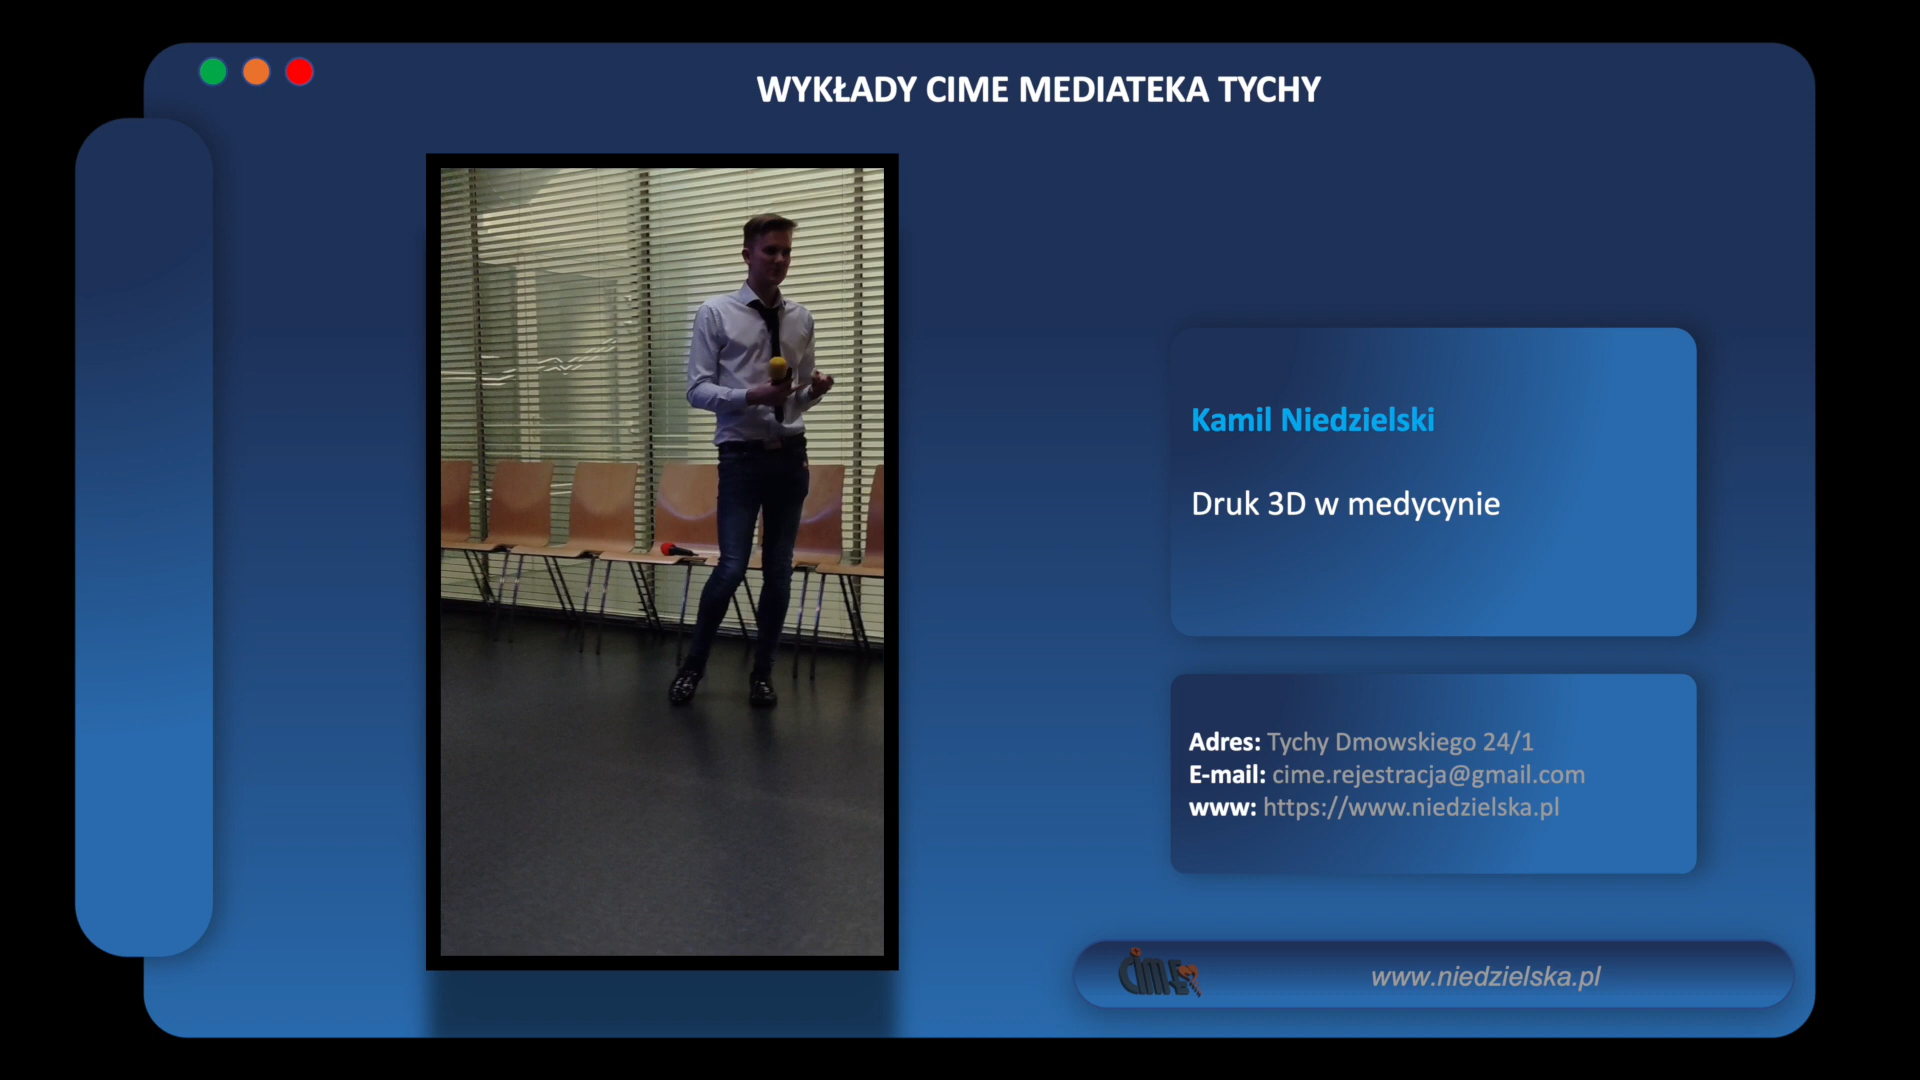 WYKŁADY CIME MEDIATEKA TYCHY
Kamil Niedzielski
Druk 3D w medycynie
Adres: Tychy Dmowskiego 24/1
E-mail: cime.rejestracja@gmail.com
www: https://www.niedzielska.pl
CiME
www.niedzielska.pl